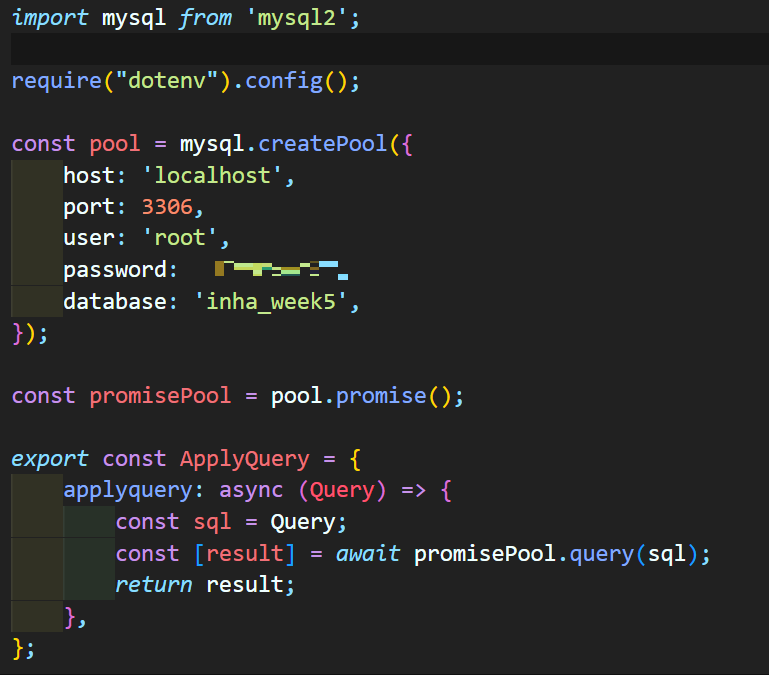 import mysql from 'mysql2';
require("dotenv").config();
const pool = mysql.createPool({
host: 'localhost',
port: 3306,
user: 'root',
password:
database: 'inha_week5',
});
const promisePool = pool.promise();
export const ApplyQuery = {
applyquery: async (Query) => {
const sql = Query;
const [result] = await promisePool.query(sql);
return result;
},
};